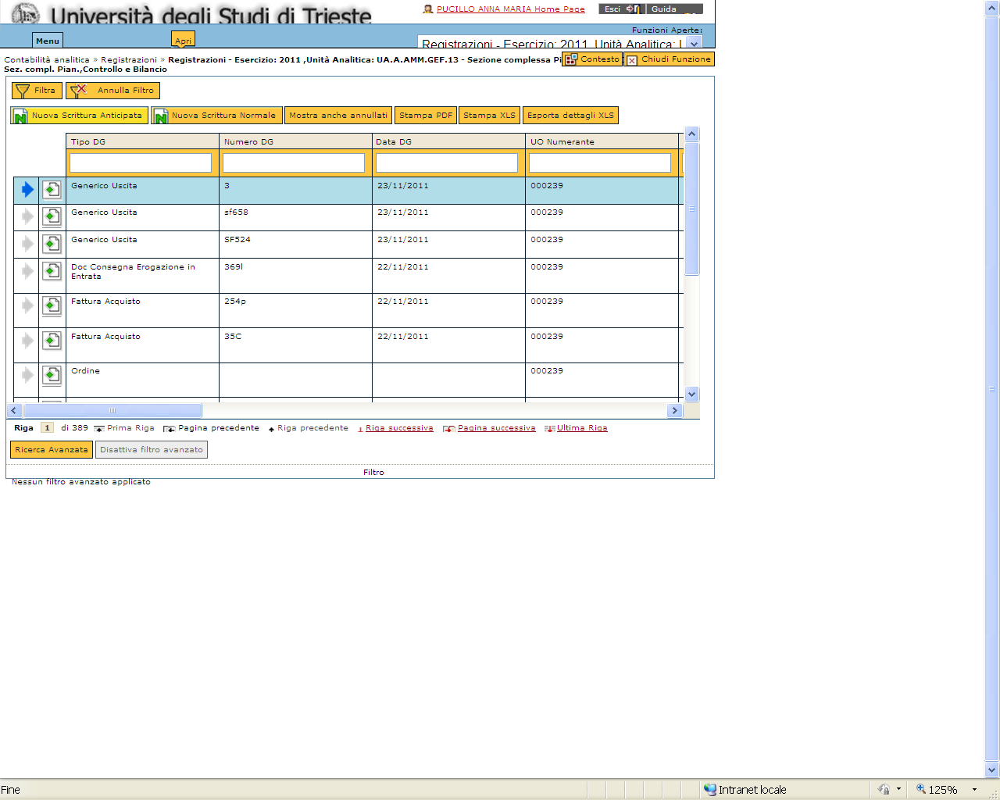 Università degli Studi di Trieste
PUCILLO ANNA MARIA Home Page
Esci | Guida
Funzioni Aperte:
Menu
Apri
Registrazioni - Esercizio: 2011, Unità Analitica: U
Contabilità analitica » Registrazioni » Registrazioni - Esercizio: 2011 ,Unità Analitica: UA.A.AMM.GEF.13 - Sezione complessa Pi
Sez. compl. Pian.,Controllo e Bilancio
Contesto
Chiudi Funzione
Filtra
Annulla Filtro
Nuova Scrittura Anticipata
Nuova Scrittura Normale
Mostra anche annullati
Stampa PDF
Stampa XLS
Esporta dettagli XLS
Tipo DG Numero DG Data DG UO Numerante
Generico Uscita 3 23/11/2011 000239
Generico Uscita sf658 23/11/2011 000239
Generico Uscita SF524 23/11/2011 000239
Doc Consegna Erogazione in Entrata 369l 22/11/2011 000239
Fattura Acquisto 254p 22/11/2011 000239
Fattura Acquisto 35C 22/11/2011 000239
Ordine 000239
Riga 1 di 389 Prima Riga Pagina precedente Riga precedente Riga successiva Pagina successiva Ultima Riga
Ricerca Avanzata
Disattiva filtro avanzato
Filtro
Nessun filtro avanzato applicato
Fine
Intranet locale
125%